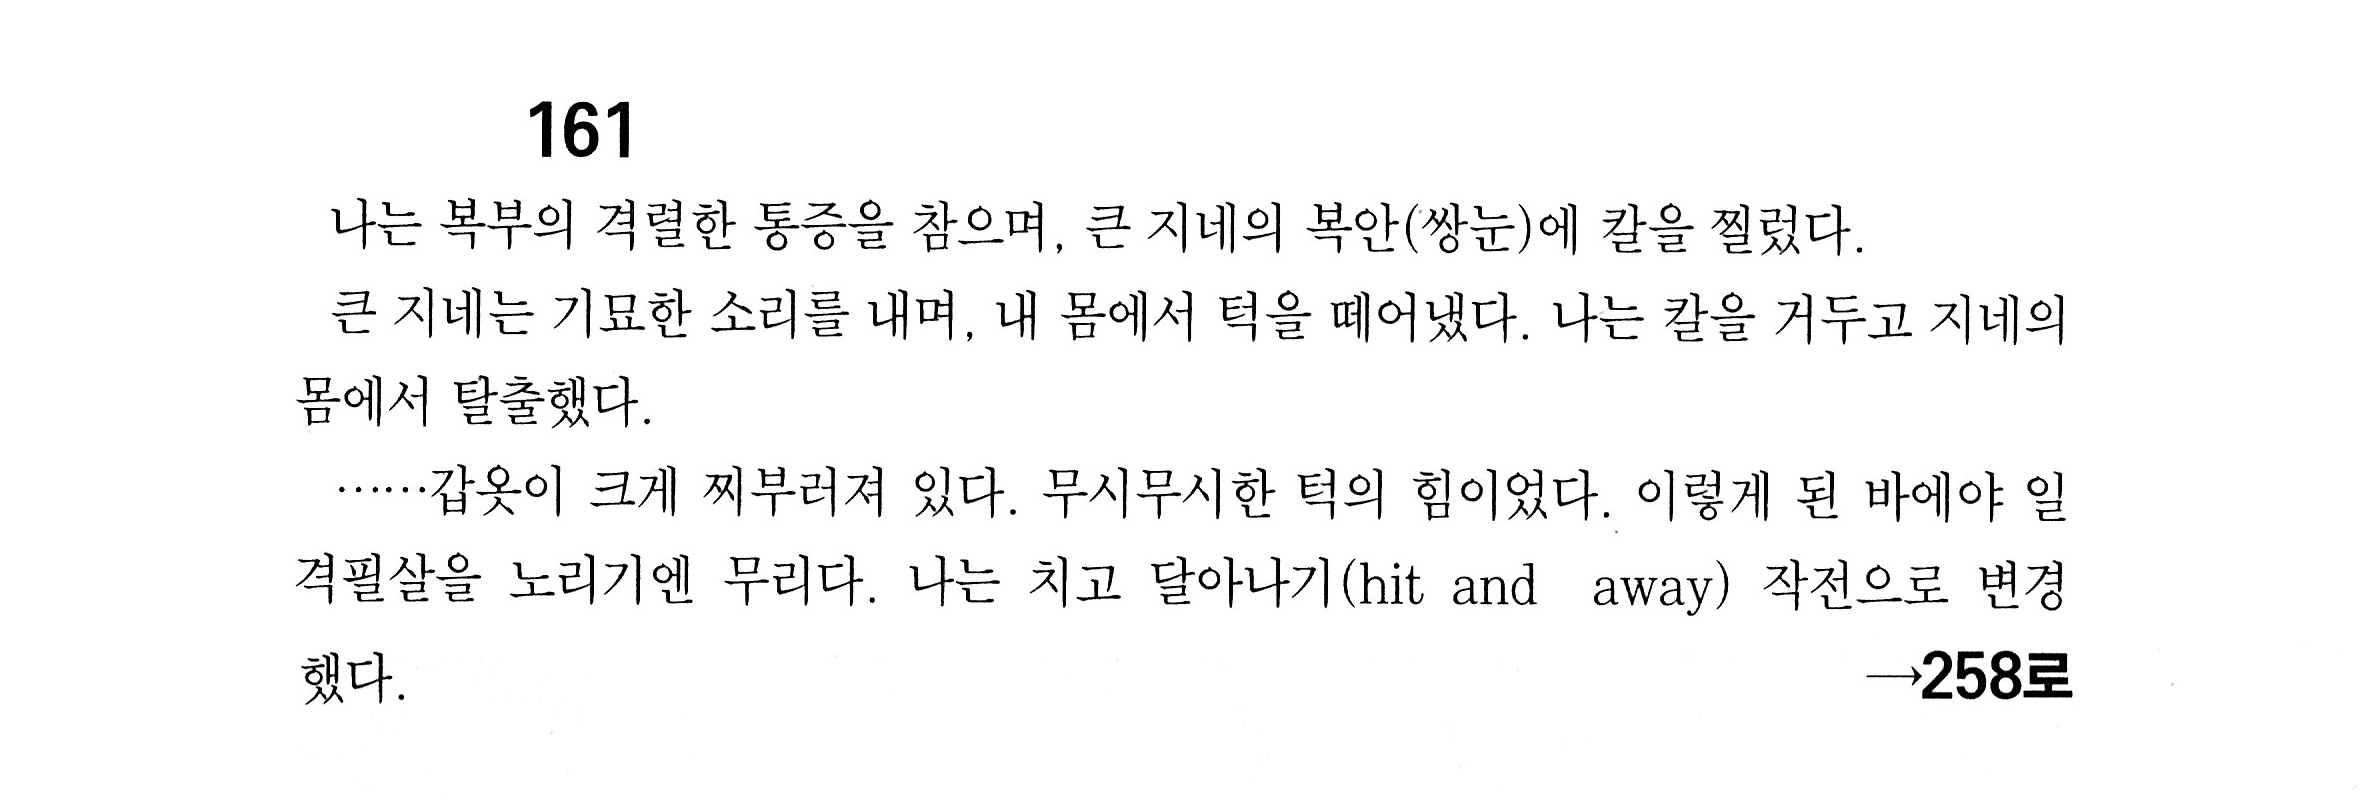 161
나는 복부의 격렬한 통증을 참으며, 큰 지네의 복안(쌍눈)에 칼을 찔렀다.
큰 지네는 기묘한 소리를 내며, 내 몸에서 턱을 떼어냈다. 나는 칼을 거두고 지네의
몸에서 탈출했다.
……갑옷이 크게 찌부러져 있다. 무시무시한 턱의 힘이었다. 이렇게 된 바에야 일
격필살을 노리기엔 무리다. 나는 치고 달아나기(hit and away) 작전으로 변경
했다. →258로